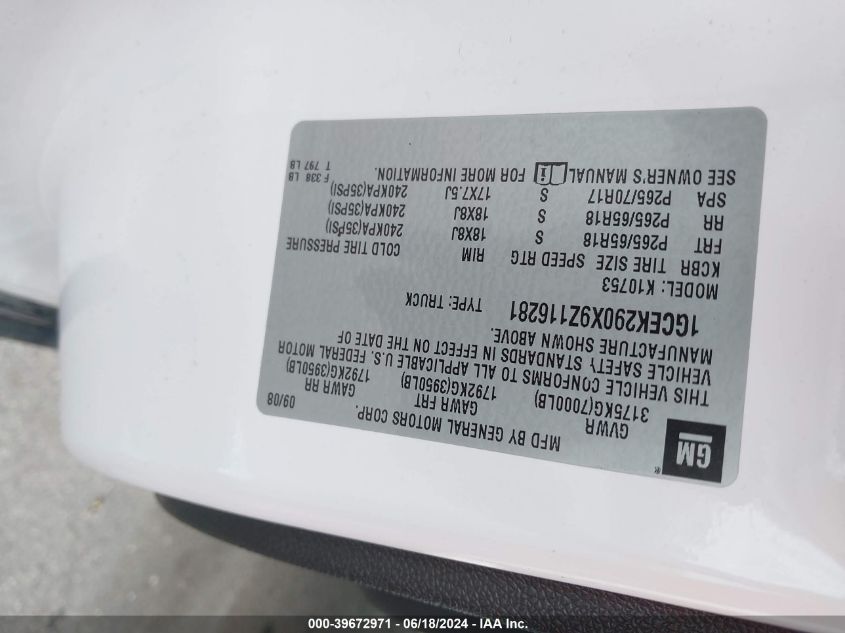 GM
®
MFD BY GENERAL MOTORS CORP.
09/08
GVWR GAWR FRT GAWR RR
3175KG(7000LB) 1792KG(3950LB) 1792KG(3950LB)
THIS VEHICLE CONFORMS TO ALL APPLICABLE U.S. FEDERAL MOTOR
VEHICLE SAFETY STANDARDS IN EFFECT ON THE DATE OF
MANUFACTURE SHOWN ABOVE.
1GCEK290X9Z116281 TYPE: TRUCK
MODEL: K10753
KCBR TIRE SIZE SPEED RTG RIM COLD TIRE PRESSURE
FRT P265/65R18 S 18X8J 240KPA(35PSI)
RR P265/65R18 S 18X8J 240KPA(35PSI)
SPA P265/70R17 S 17X7.5J 240KPA(35PSI)
SEE OWNER'S MANUAL i FOR MORE INFORMATION.
F 338 LB
T 797 LB
000-39672971 / 06/18/2024 - IAA Inc.